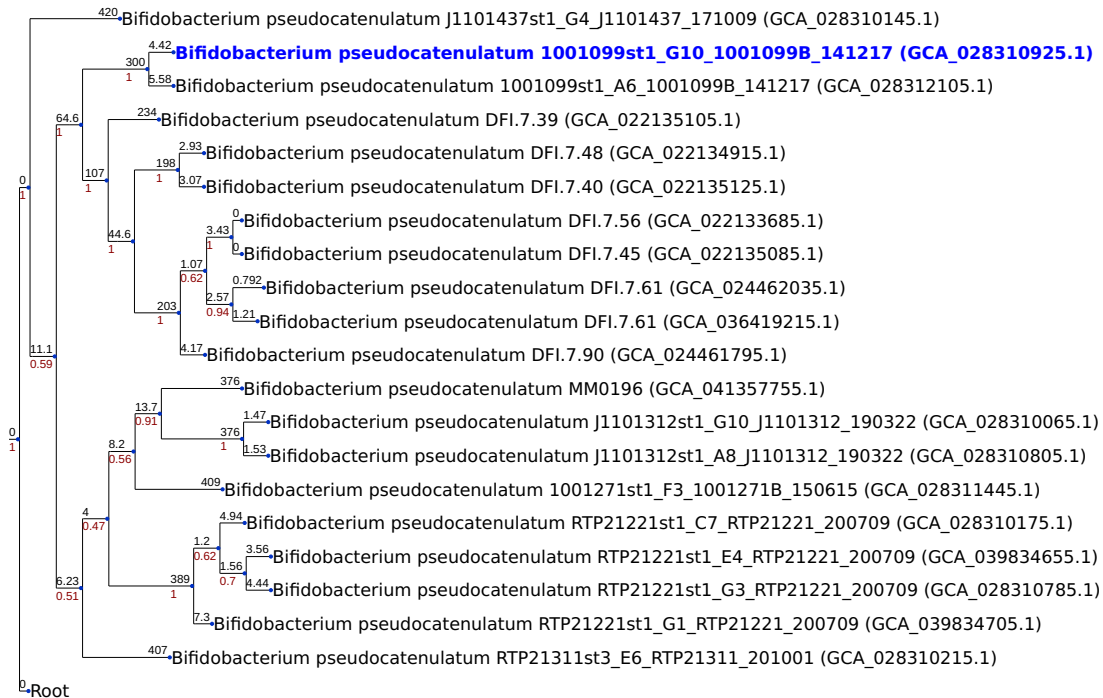 420 Bifidobacterium pseudocatenulatum J1101437st1_G4_J1101437_171009 (GCA_028310145.1)
4.42 Bifidobacterium pseudocatenulatum 1001099st1_G10_1001099B_141217 (GCA_028310925.1)
300
1
5.58 Bifidobacterium pseudocatenulatum 1001099st1_A6_1001099B_141217 (GCA_028312105.1)
64.6
1
234 Bifidobacterium pseudocatenulatum DFI.7.39 (GCA_022135105.1)
2.93 Bifidobacterium pseudocatenulatum DFI.7.48 (GCA_022134915.1)
107
1
198
1
3.07 Bifidobacterium pseudocatenulatum DFI.7.40 (GCA_022135125.1)
0
1
0 Bifidobacterium pseudocatenulatum DFI.7.56 (GCA_022133685.1)
44.6
1
3.43
1
0 Bifidobacterium pseudocatenulatum DFI.7.45 (GCA_022135085.1)
1.07
0.62
0.792 Bifidobacterium pseudocatenulatum DFI.7.61 (GCA_024462035.1)
203
1
2.57
0.94
1.21 Bifidobacterium pseudocatenulatum DFI.7.61 (GCA_036419215.1)
11.1
0.59
4.17 Bifidobacterium pseudocatenulatum DFI.7.90 (GCA_024461795.1)
376 Bifidobacterium pseudocatenulatum MM0196 (GCA_041357755.1)
13.7
0.91
1.47 Bifidobacterium pseudocatenulatum J1101312st1_G10_J1101312_190322 (GCA_028310065.1)
0
1
8.2
0.56
376
1
1.53 Bifidobacterium pseudocatenulatum J1101312st1_A8_J1101312_190322 (GCA_028310805.1)
409 Bifidobacterium pseudocatenulatum 1001271st1_F3_1001271B_150615 (GCA_028311445.1)
4
0.47
4.94 Bifidobacterium pseudocatenulatum RTP21221st1_C7_RTP21221_200709 (GCA_028310175.1)
1.2
0.62
3.56 Bifidobacterium pseudocatenulatum RTP21221st1_E4_RTP21221_200709 (GCA_039834655.1)
6.23
0.51
389
1
1.56
0.7
4.44 Bifidobacterium pseudocatenulatum RTP21221st1_G3_RTP21221_200709 (GCA_028310785.1)
7.3 Bifidobacterium pseudocatenulatum RTP21221st1_G1_RTP21221_200709 (GCA_039834705.1)
407 Bifidobacterium pseudocatenulatum RTP21311st3_E6_RTP21311_201001 (GCA_028310215.1)
0 Root